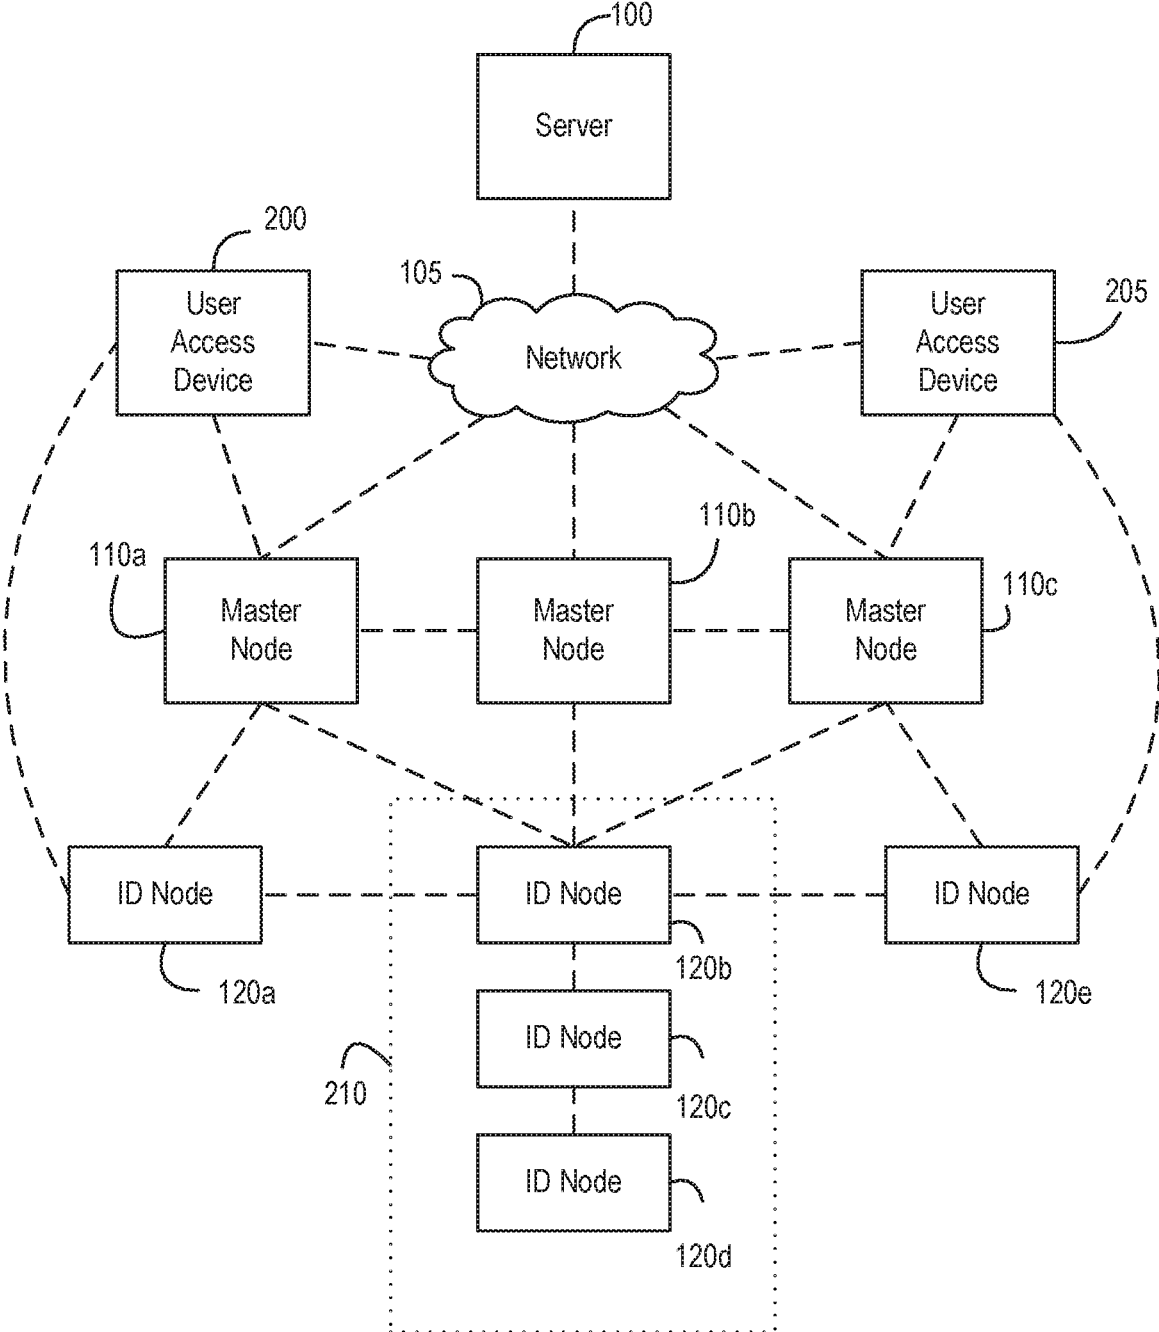 100
Server
200
105
205
User
Access
Device
Network
User
Access
Device
110a
110b
110c
Master
Node
Master
Node
Master
Node
ID Node
ID Node
ID Node
120a
120b
120e
ID Node
210
120c
ID Node
120d